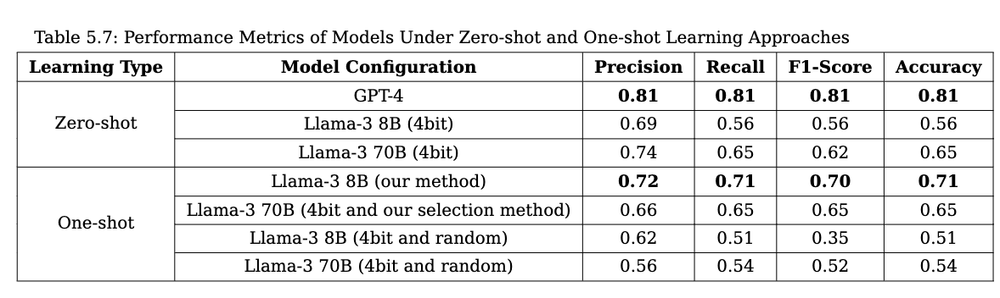 Table 5.7: Performance Metrics of Models Under Zero-shot and One-shot Learning Approaches
Learning Type Model Configuration Precision Recall F1-Score Accuracy
Zero-shot
GPT-4 0.81 0.81 0.81 0.81
Llama-3 8B (4bit) 0.69 0.56 0.56 0.56
Llama-3 70B (4bit) 0.74 0.65 0.62 0.65
One-shot
Llama-3 8B (our method) 0.72 0.71 0.70 0.71
Llama-3 70B (4bit and our selection method) 0.66 0.65 0.65 0.65
Llama-3 8B (4bit and random) 0.62 0.51 0.35 0.51
Llama-3 70B (4bit and random) 0.56 0.54 0.52 0.54